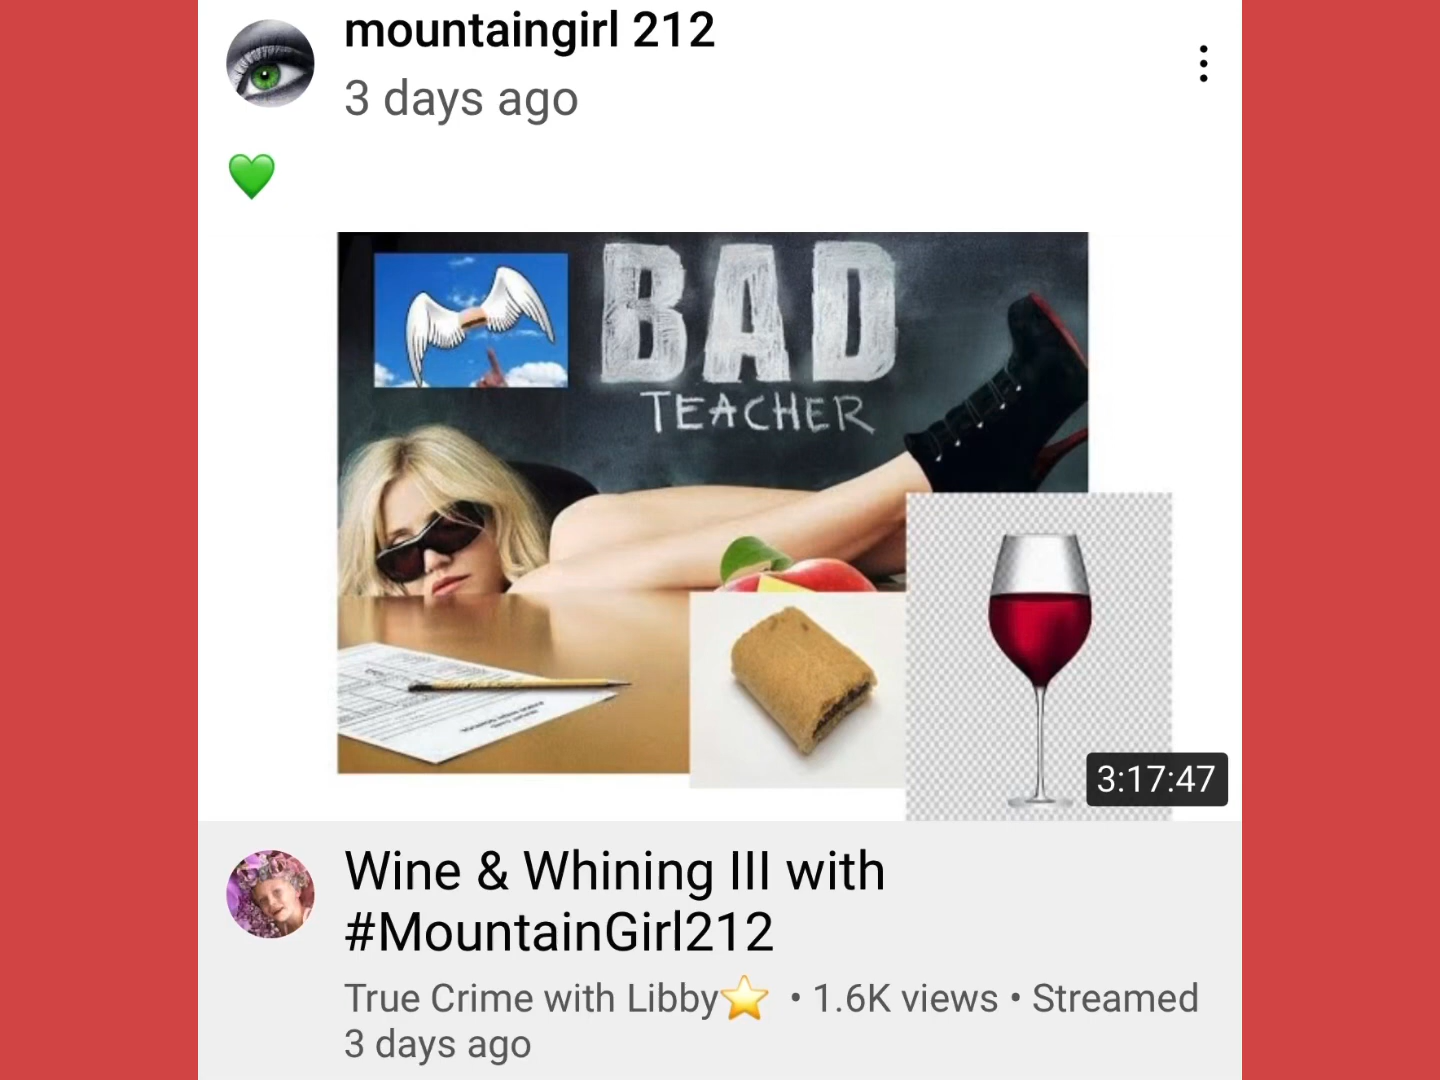 mountaingirl 212
3 days ago
💚
BAD
TEACHER
3:17:47
Wine & Whining III with
#MountainGirl212
True Crime with Libby⭐ • 1.6K views • Streamed
3 days ago